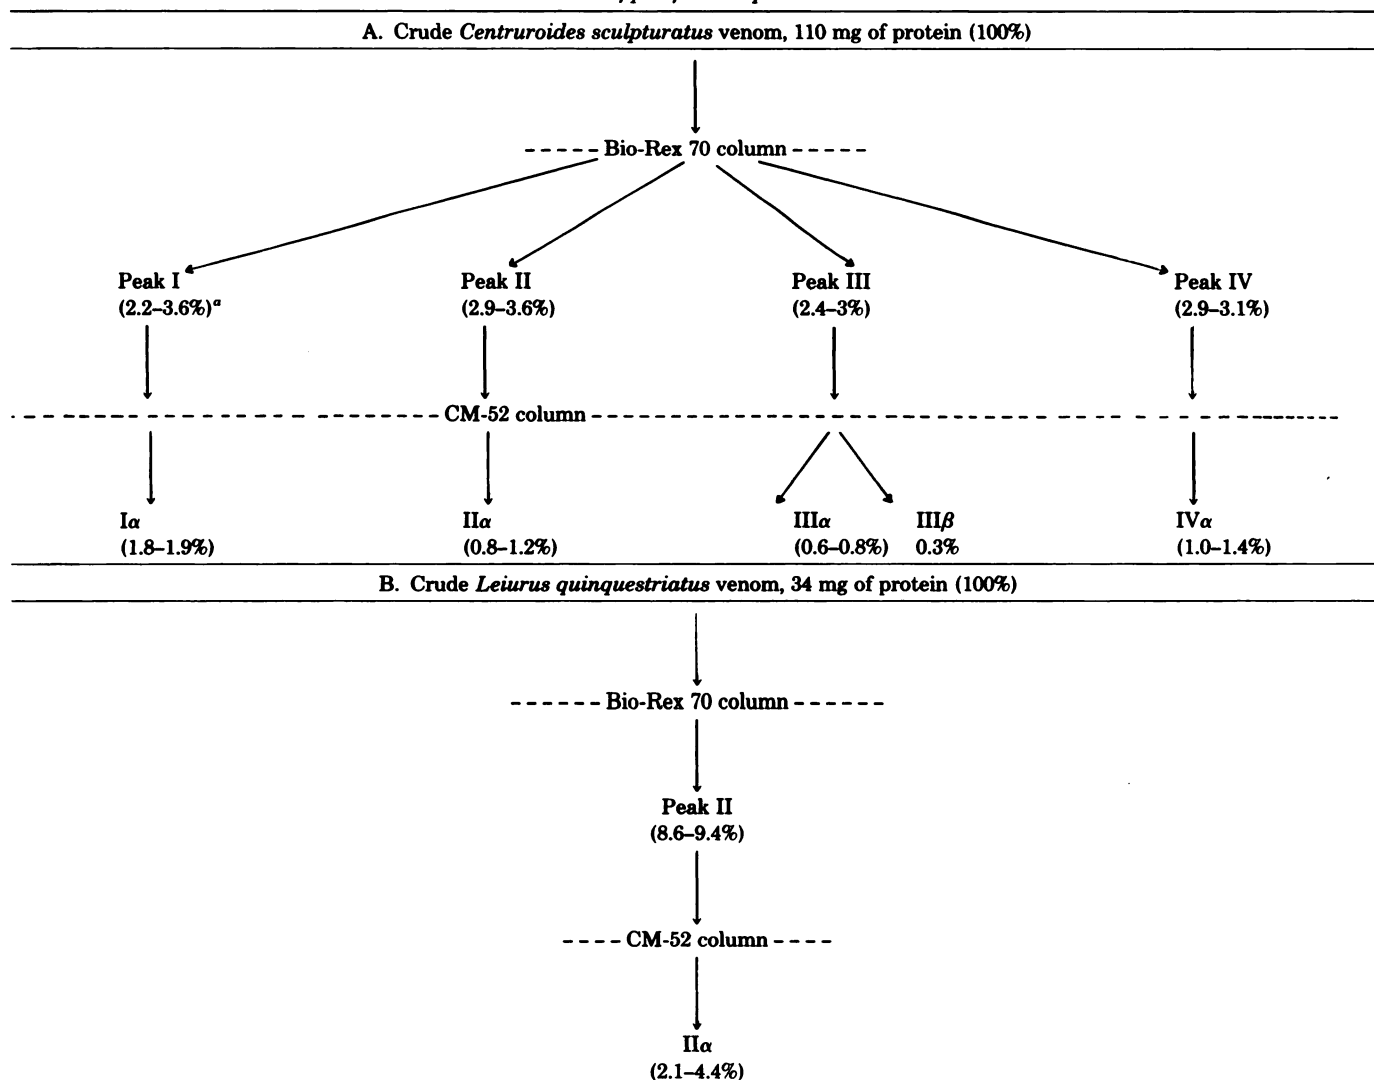 A. Crude Centruroides sculpturatus venom, 110 mg of protein (100%)
Bio-Rex 70 column
Peak I Peak II Peak III Peak IV
(2.2–3.6%)ᵃ (2.9–3.6%) (2.4–3%) (2.9–3.1%)
CM-52 column
Iα IIα IIIα IIIβ IVα
(1.8–1.9%) (0.8–1.2%) (0.6–0.8%) 0.3% (1.0–1.4%)
B. Crude Leiurus quinquestriatus venom, 34 mg of protein (100%)
Bio-Rex 70 column
Peak II
(8.6–9.4%)
CM-52 column
IIα
(2.1–4.4%)